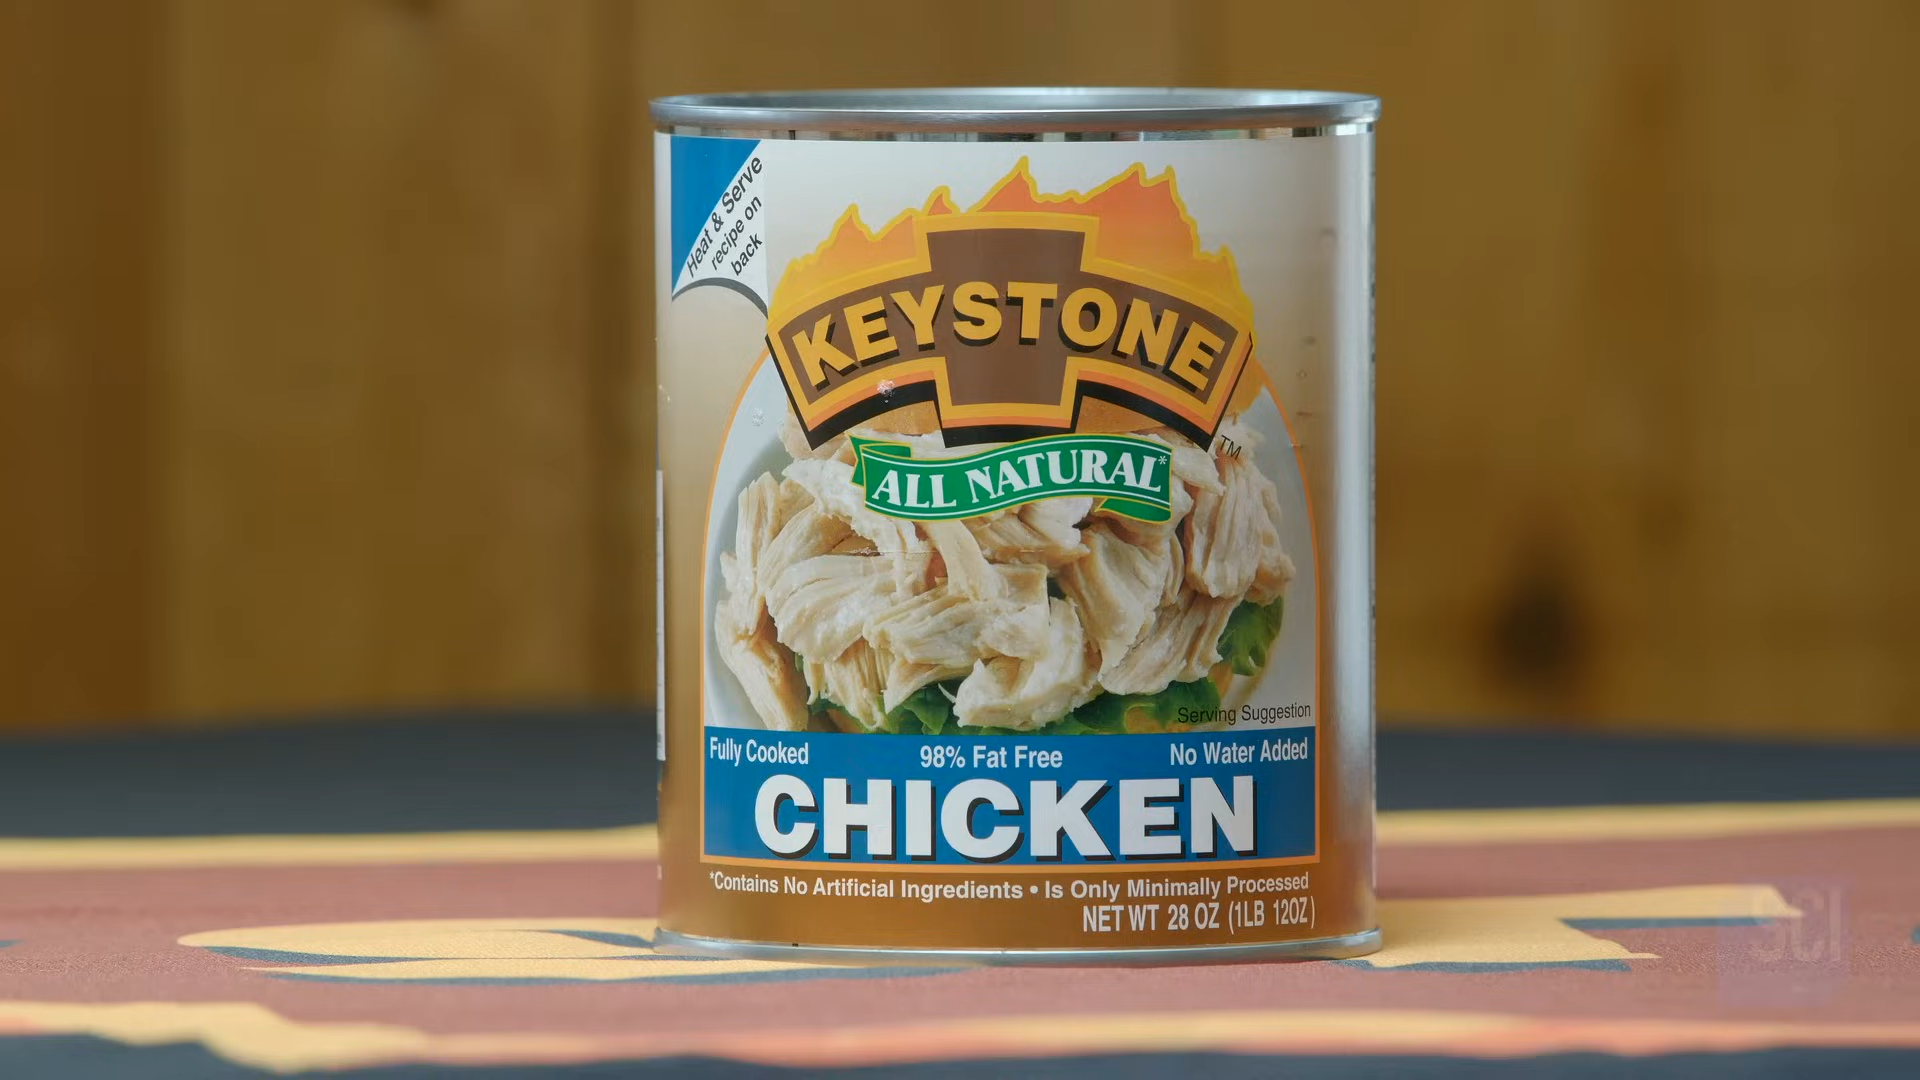 Heat & Serve
recipe on
back
KEYSTONE
TM
ALL NATURAL*
Serving Suggestion
Fully Cooked 98% Fat Free No Water Added
CHICKEN
*Contains No Artificial Ingredients • Is Only Minimally Processed
NET WT 28 OZ (1LB 12OZ)
SCI